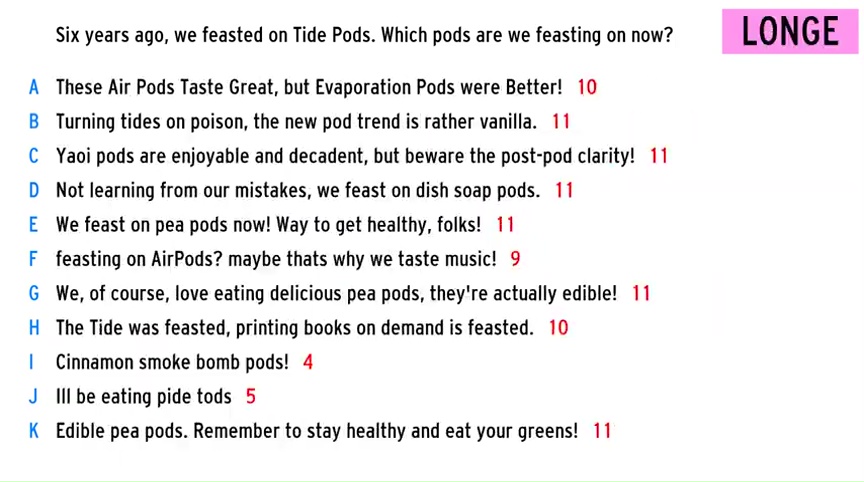 Six years ago, we feasted on Tide Pods. Which pods are we feasting on now?
LONGE
A These Air Pods Taste Great, but Evaporation Pods were Better! 10
B Turning tides on poison, the new pod trend is rather vanilla. 11
C Yaoi pods are enjoyable and decadent, but beware the post-pod clarity! 11
D Not learning from our mistakes, we feast on dish soap pods. 11
E We feast on pea pods now! Way to get healthy, folks! 11
F feasting on AirPods? maybe thats why we taste music! 9
G We, of course, love eating delicious pea pods, they're actually edible! 11
H The Tide was feasted, printing books on demand is feasted. 10
I Cinnamon smoke bomb pods! 4
J Ill be eating pide tods 5
K Edible pea pods. Remember to stay healthy and eat your greens! 11